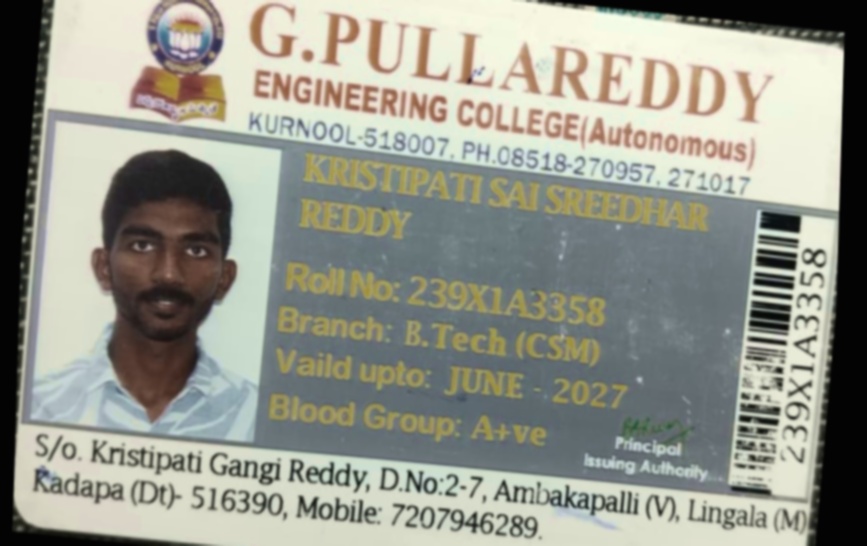 G.PULLAREDDY
ENGINEERING COLLEGE(Autonomous)
KURNOOL-518007, PH.08518-270957, 271017
KRISTIPATI SAI SREEDHAR
REDDY
Roll No: 239X1A3358
Branch: B.Tech (CSM)
Vaild upto: JUNE - 2027
Blood Group: A+ve
Principal
Issuing Authority
239X1A3358
S/o. Kristipati Gangi Reddy, D.No:2-7, Ambakapalli (V), Lingala (M)
Kadapa (Dt)- 516390, Mobile: 7207946289.